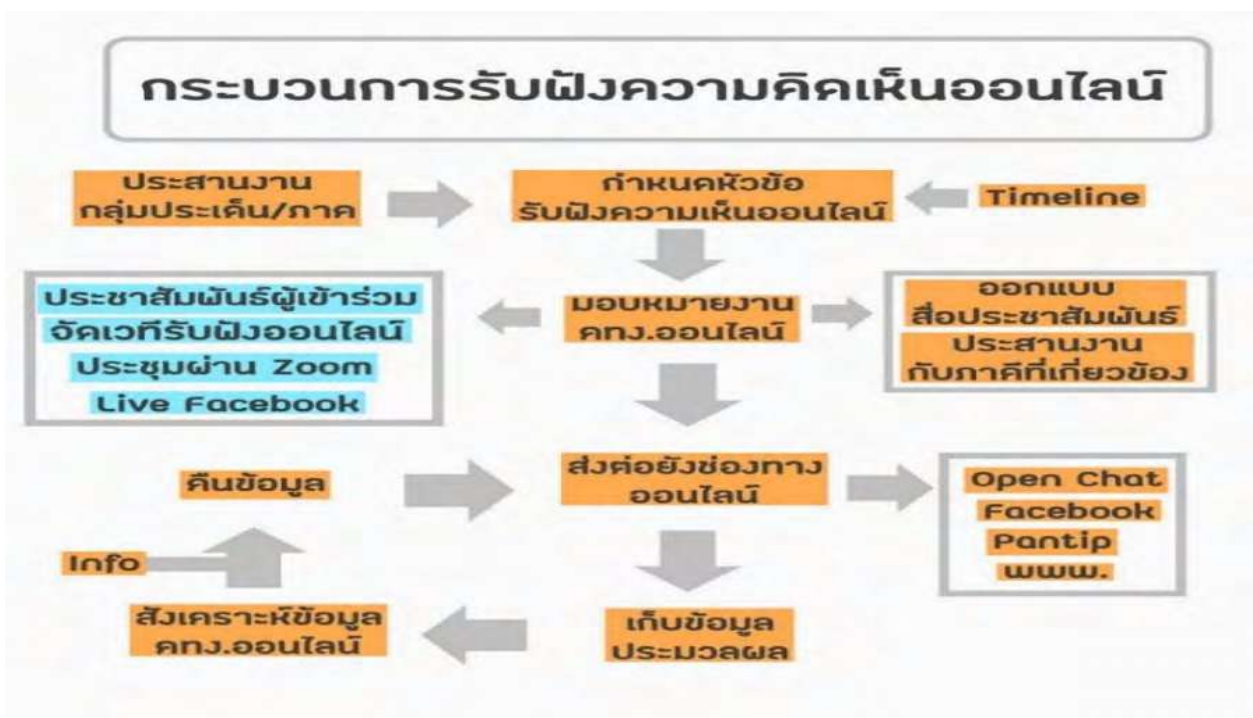 กระบวนการรับฟังความคิดเห็นออนไลน์
ประสานงาน
กลุ่มประเด็น/ภาค
กำหนดหัวข้อ
รับฟังความเห็นออนไลน์
Timeline
ประชาสัมพันธ์ผู้เข้าร่วม
จัดเวทีรับฟังออนไลน์
ประชุมผ่าน Zoom
Live Facebook
มอบหมายงาน
คทง.ออนไลน์
ออกแบบ
สื่อประชาสัมพันธ์
ประสานงาน
กับภาคีที่เกี่ยวข้อง
คืนข้อมูล
ส่งต่อยังช่องทาง
ออนไลน์
Open Chat
Facebook
Pantip
www.
Info
สังเคราะห์ข้อมูล
คทง.ออนไลน์
เก็บข้อมูล
ประมวลผล